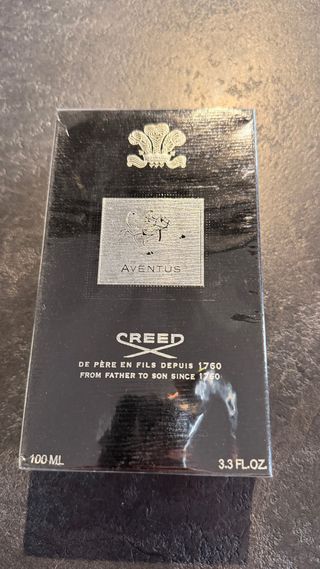 AVENTUS
CREED
DE PÈRE EN FILS DEPUIS 1760
FROM FATHER TO SON SINCE 1760
100 ML
3.3 FL.OZ.